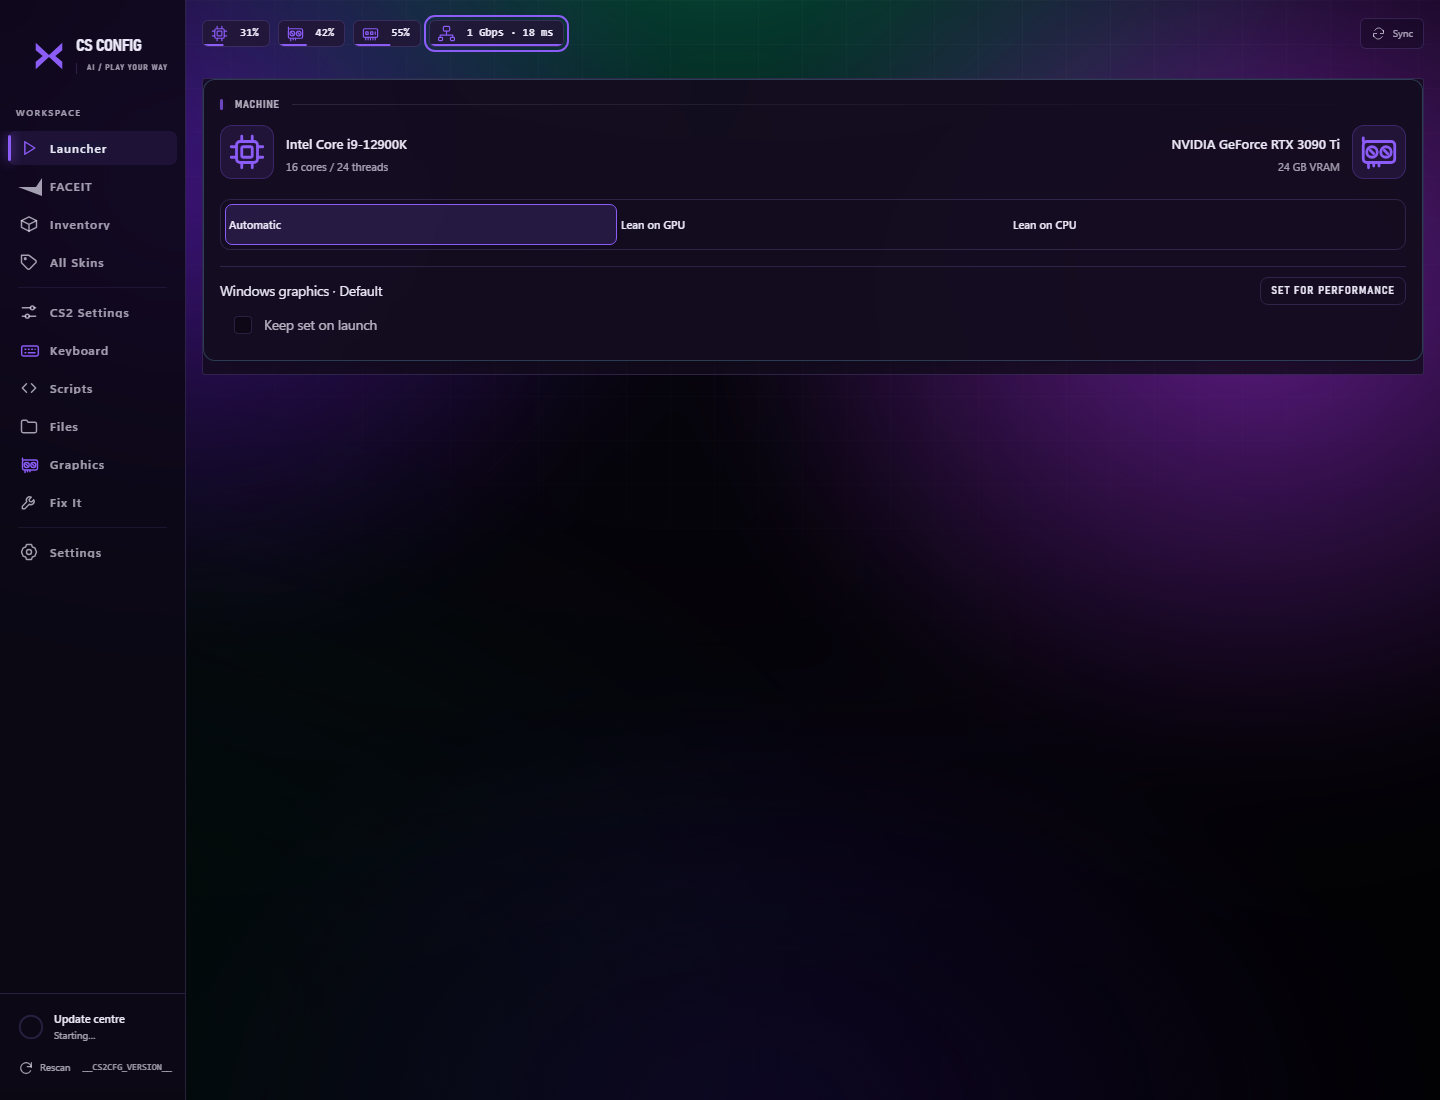 CS CONFIG
AI / PLAY YOUR WAY
WORKSPACE
Launcher
FACEIT
Inventory
All Skins
CS2 Settings
Keyboard
Scripts
Files
Graphics
Fix It
Settings
Update centre
Starting...
Rescan
__CS2CFG_VERSION__
31%
42%
55%
1 Gbps · 18 ms
Sync
MACHINE
Intel Core i9-12900K
16 cores / 24 threads
NVIDIA GeForce RTX 3090 Ti
24 GB VRAM
Automatic
Lean on GPU
Lean on CPU
Windows graphics · Default
SET FOR PERFORMANCE
Keep set on launch